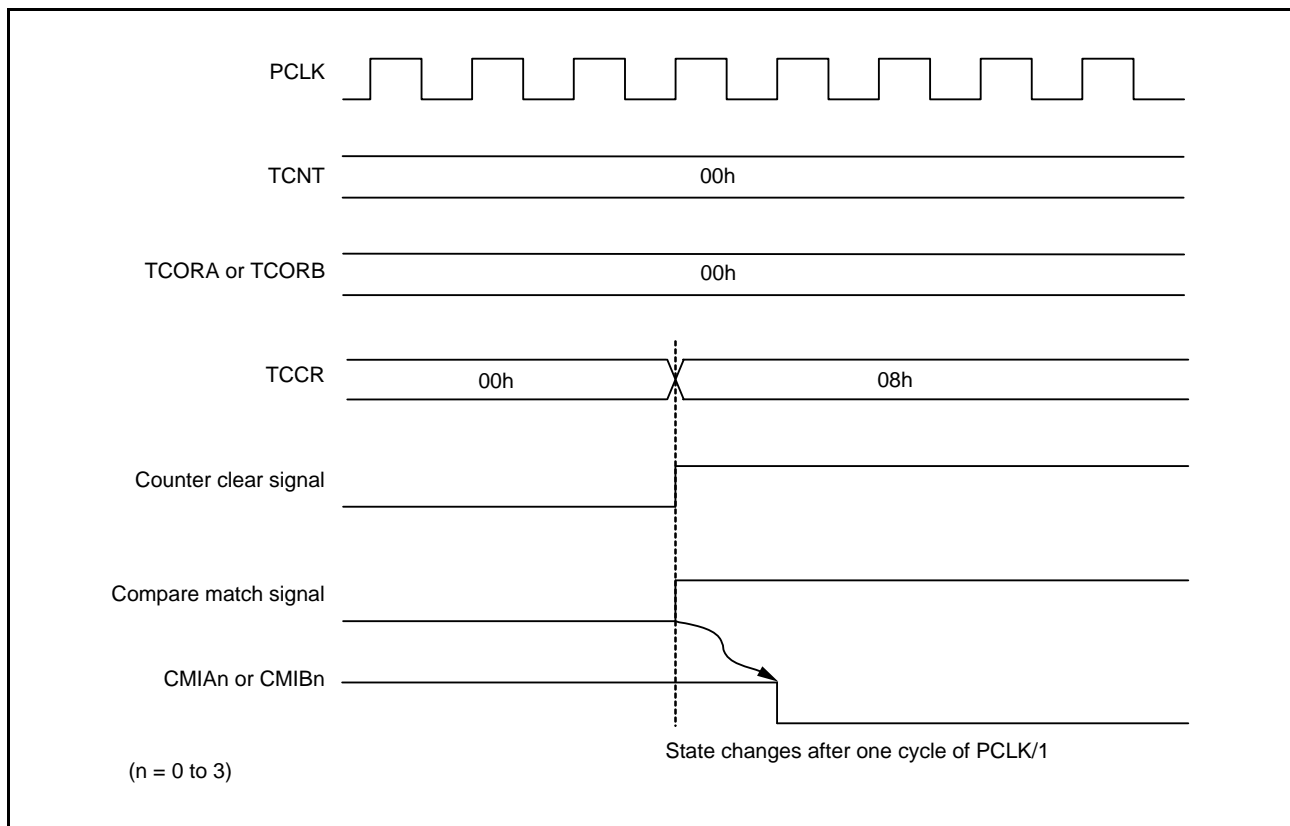 PCLK
TCNT
00h
TCORA or TCORB
00h
TCCR
00h
08h
Counter clear signal
Compare match signal
CMIAn or CMIBn
State changes after one cycle of PCLK/1
(n = 0 to 3)